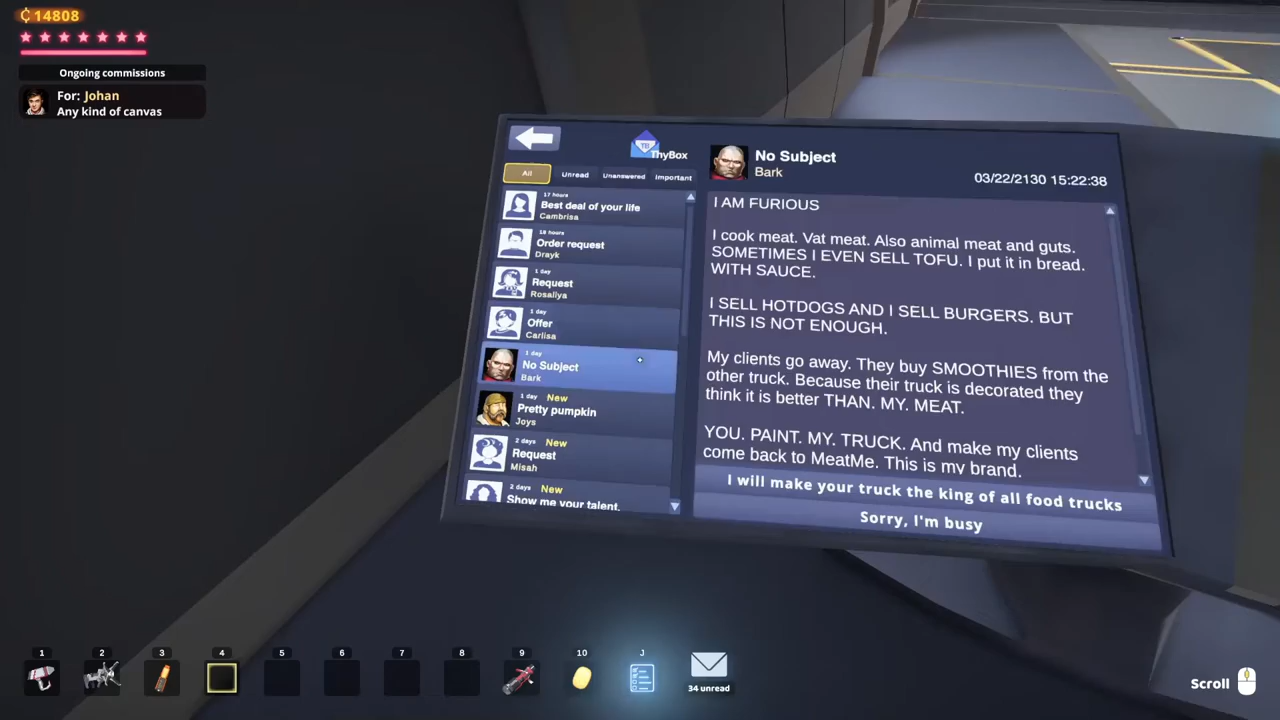 ₵14808
Ongoing commissions
For: Johan
Any kind of canvas
TB
ThyBox
All
Unread
Unanswered
Important
17 hours
Best deal of your life
Cambrisa
18 hours
Order request
Drayk
1 day
Request
Rosaliya
1 day
Offer
Carlisa
1 day
No Subject
Bark
1 day New
Pretty pumpkin
Joys
2 days New
Request
Misah
2 days New
Show me your talent.
No Subject
Bark
03/22/2130 15:22:38
I AM FURIOUS
I cook meat. Vat meat. Also animal meat and guts.
SOMETIMES I EVEN SELL TOFU. I put it in bread.
WITH SAUCE.
I SELL HOTDOGS AND I SELL BURGERS. BUT
THIS IS NOT ENOUGH.
My clients go away. They buy SMOOTHIES from the
other truck. Because their truck is decorated they
think it is better THAN. MY. MEAT.
YOU. PAINT. MY. TRUCK. And make my clients
come back to MeatMe. This is my brand.
I will make your truck the king of all food trucks
Sorry, I'm busy
1 2 3 4 5 6 7 8 9 10 J
34 unread
Scroll